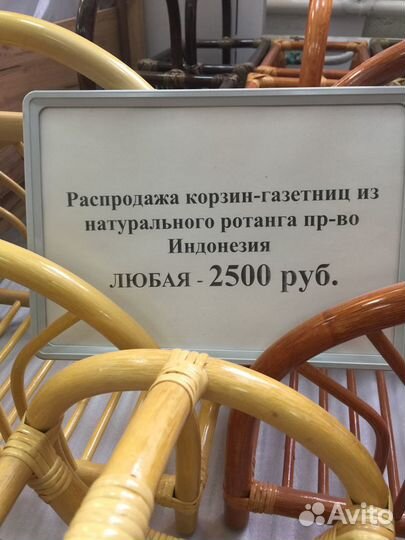 Распродажа корзин-газетниц из
натурального ротанга пр-во
Индонезия
ЛЮБАЯ - 2500 руб.
Avito